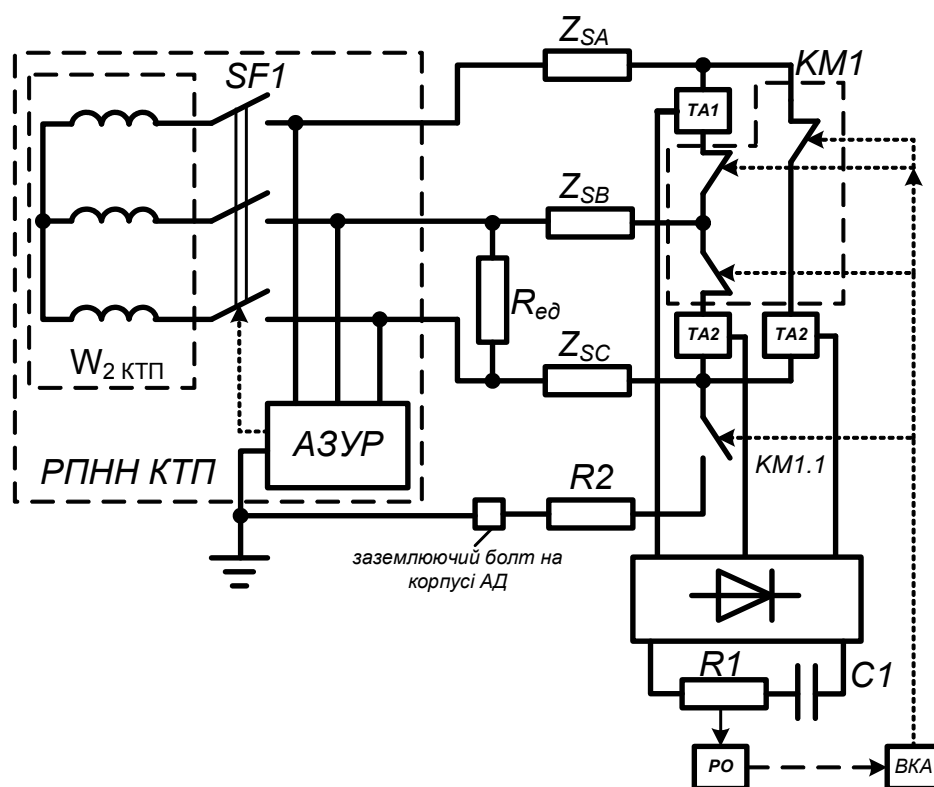 Z_SA
SF1
KM1
TA1
Z_SB
R_ед
TA2
TA2
Z_SC
W_2 КТП
АЗУР
РПНН КТП
KM1.1
R2
заземлюючий болт на
корпусі АД
R1
C1
РО
ВКА